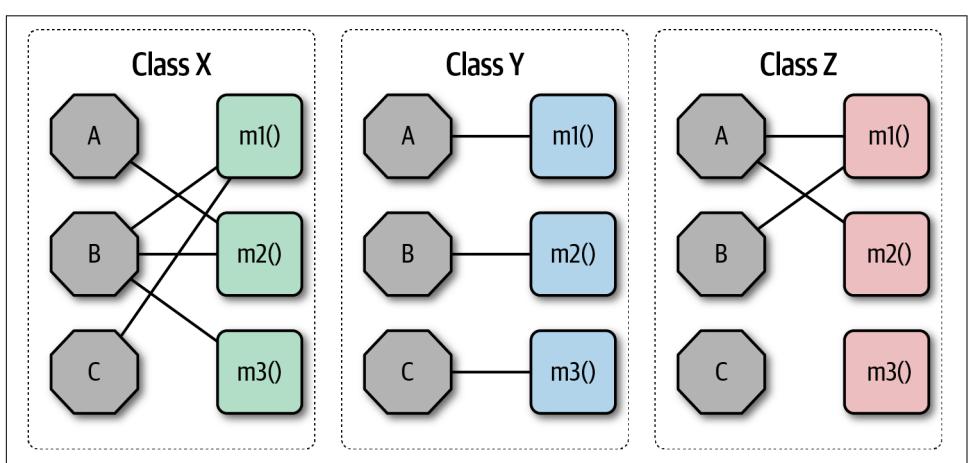 Class X
A
m1()
B
m2()
C
m3()
Class Y
A
m1()
B
m2()
C
m3()
Class Z
A
m1()
B
m2()
C
m3()